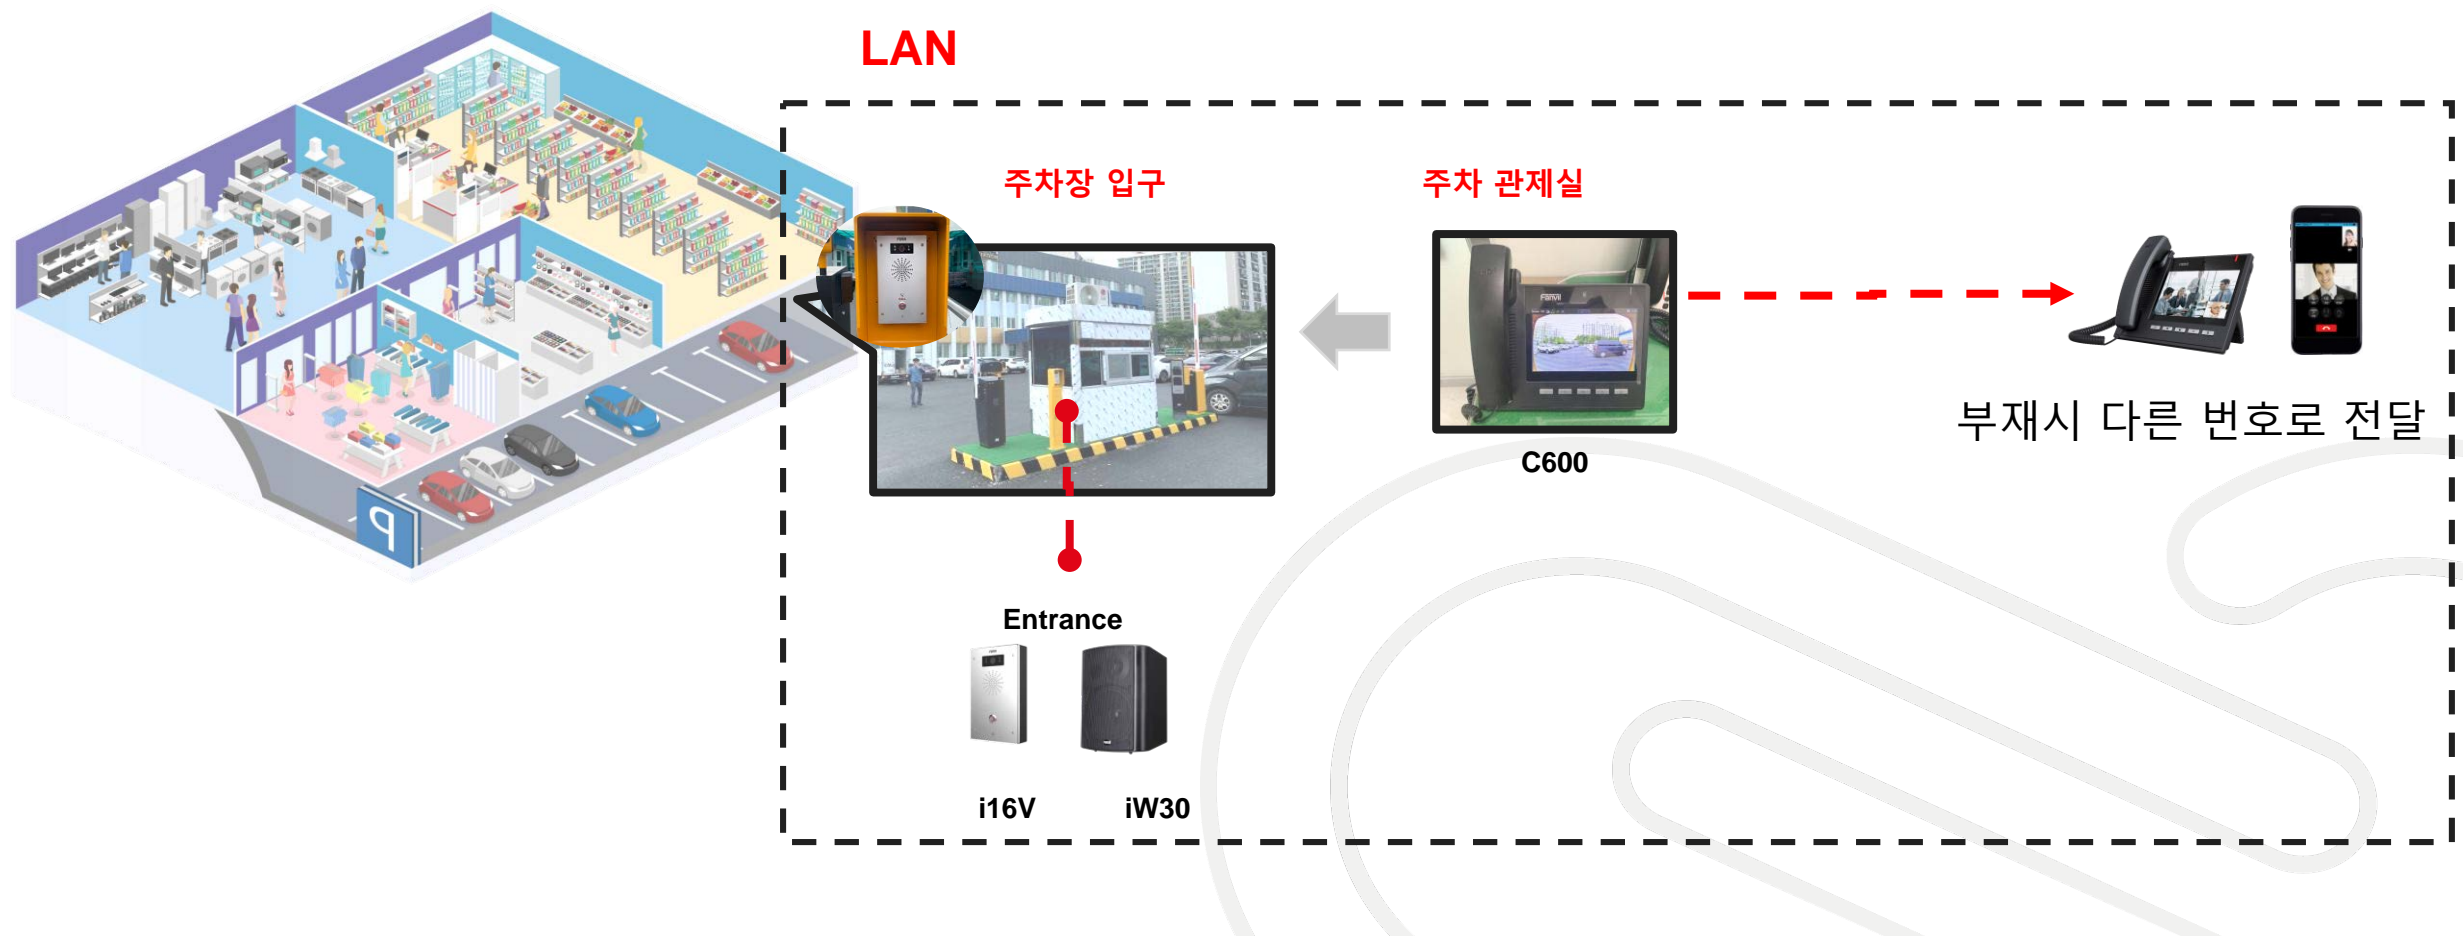 LAN
주차장 입구
주차 관제실
Fanvil
부재시 다른 번호로 전달
C600
Entrance
i16V
iW30
P